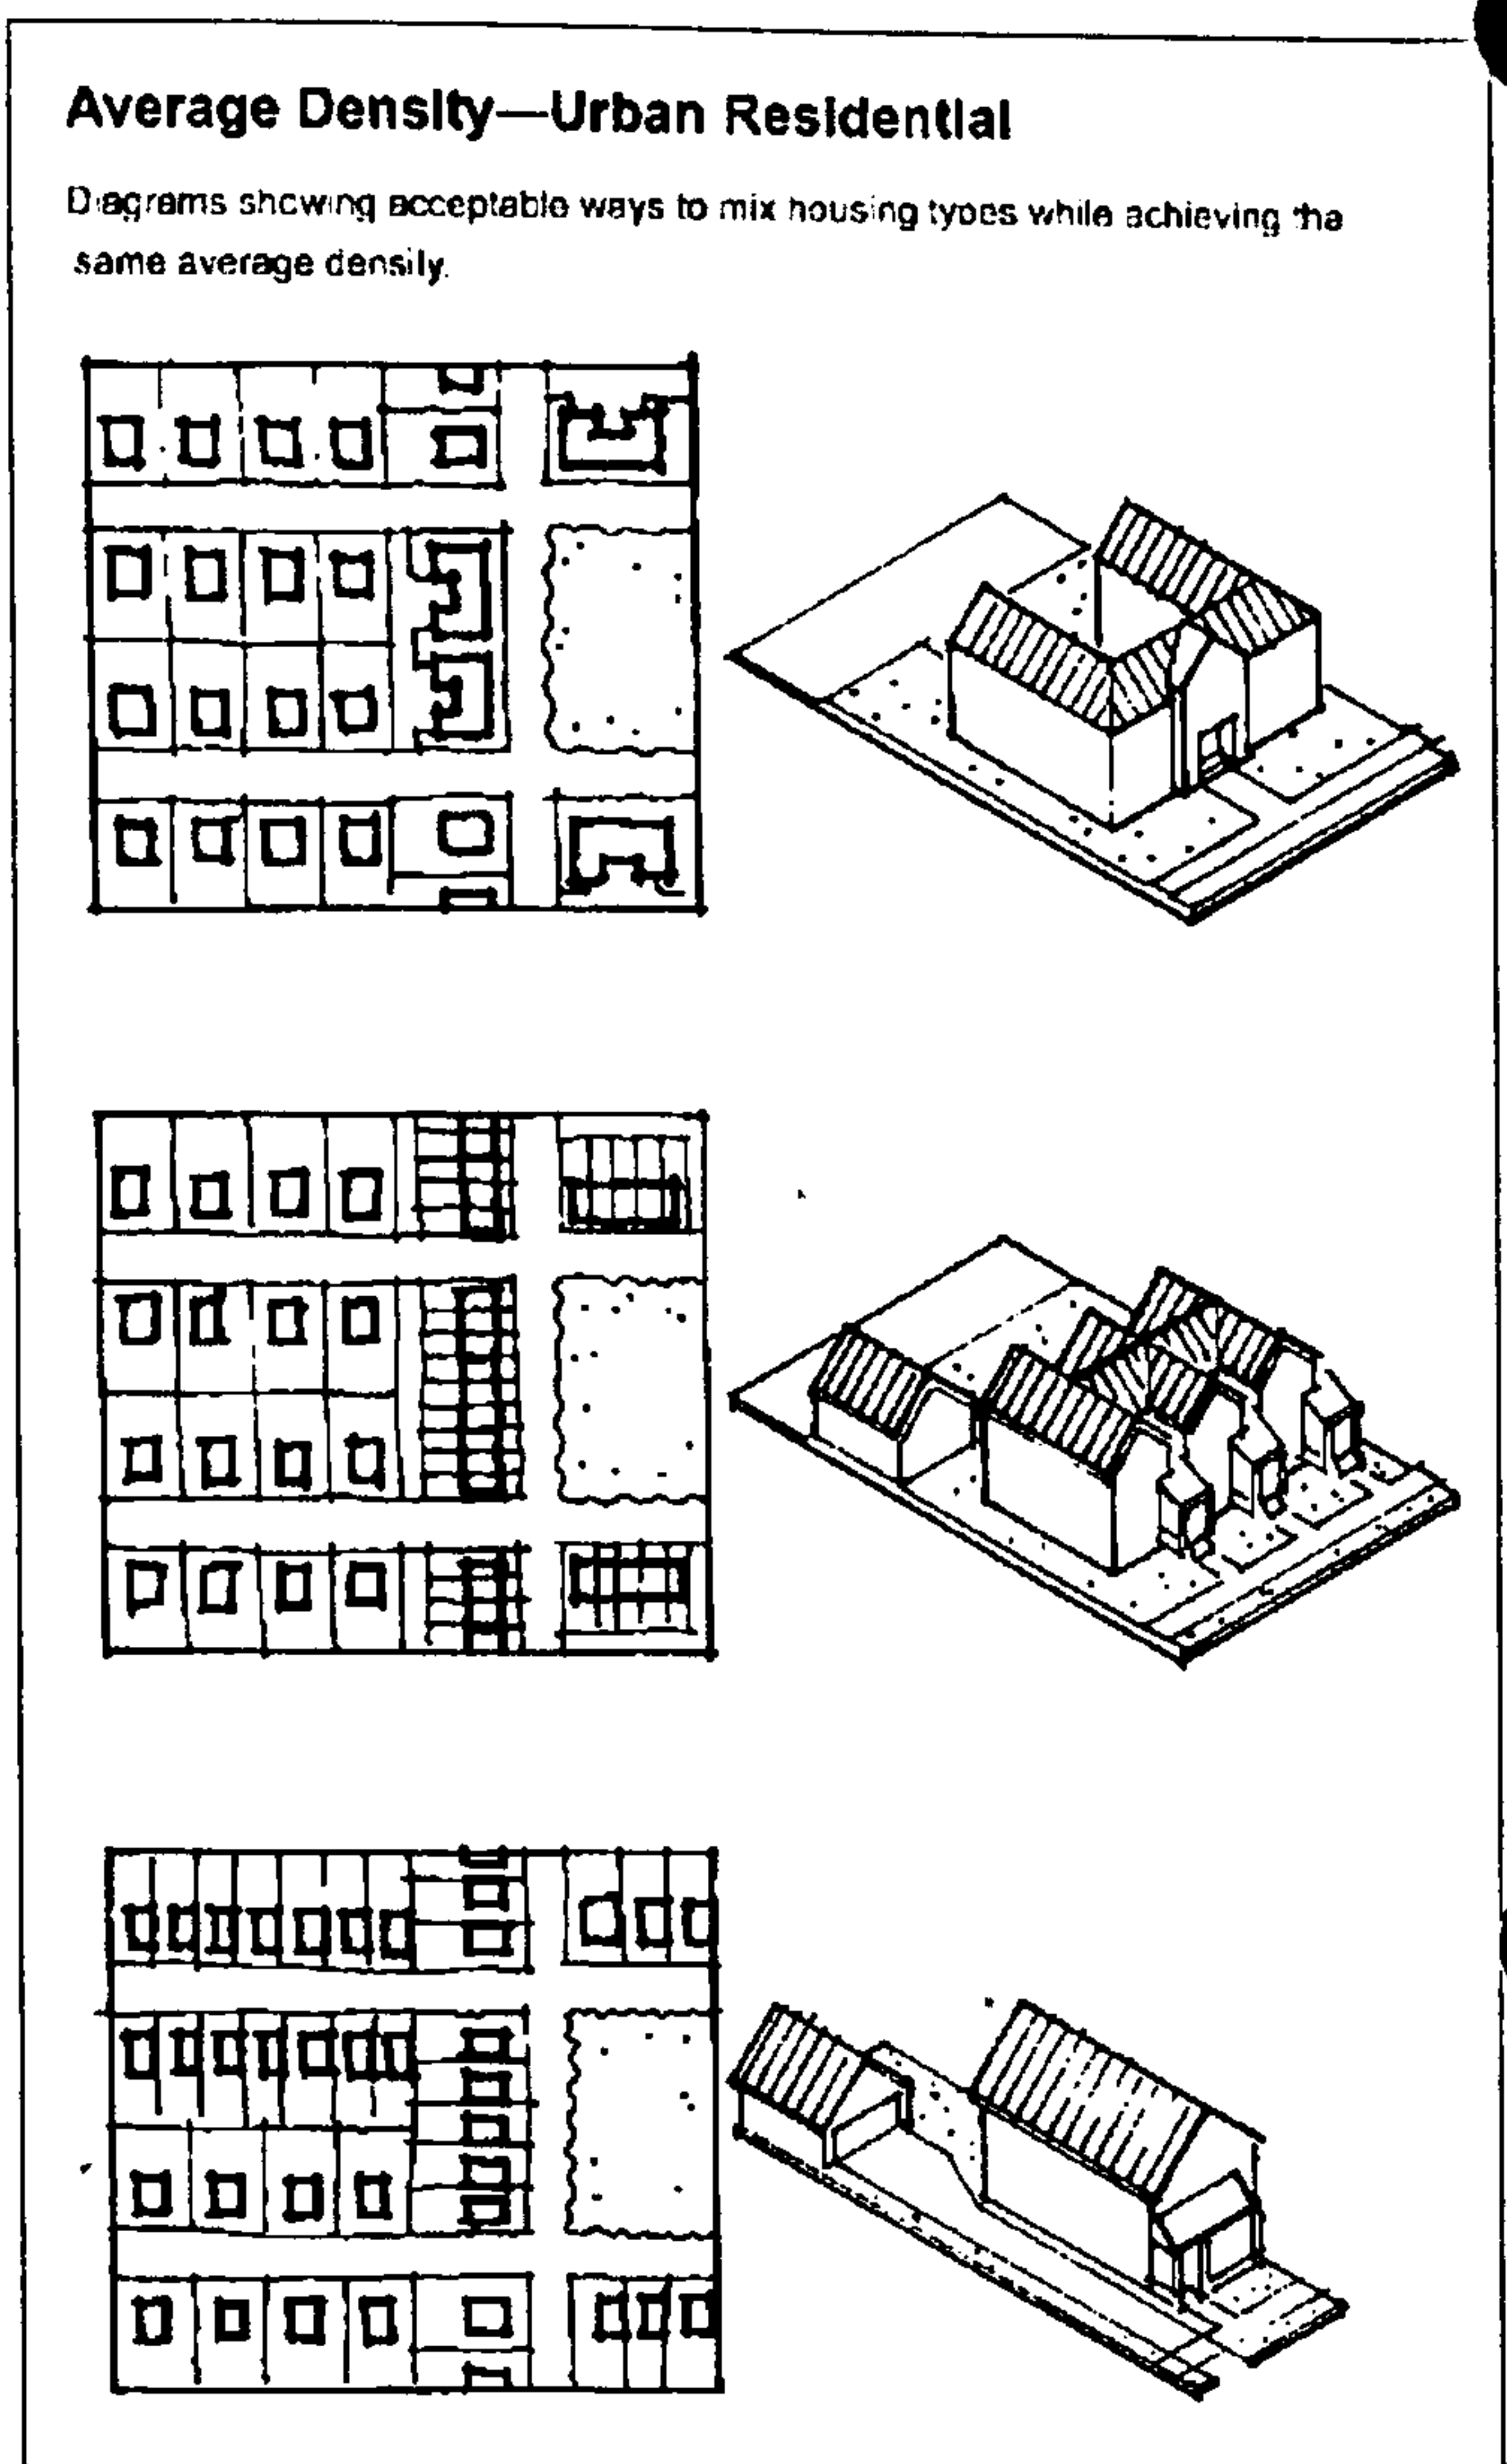 Average Density—Urban Residential
Diagrams showing acceptable ways to mix housing types while achieving the
same average density.